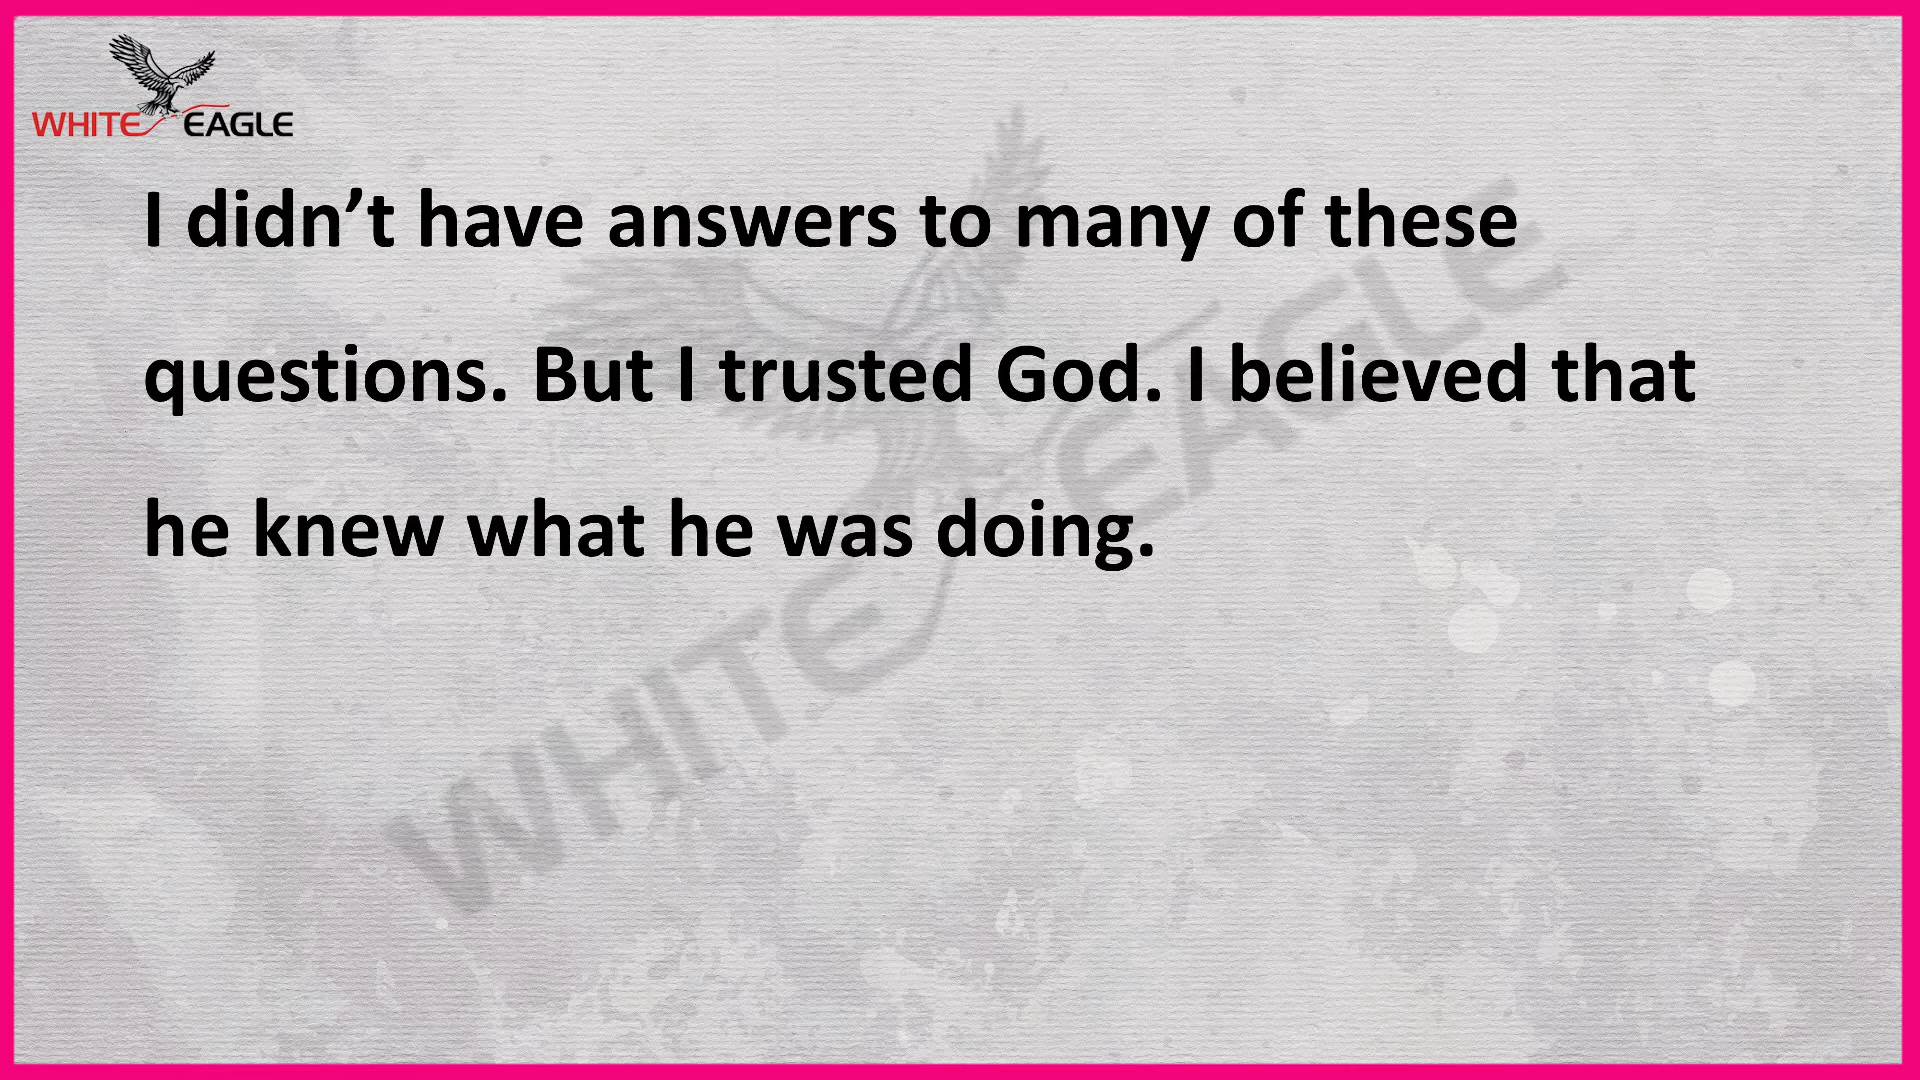 WHITE EAGLE
I didn’t have answers to many of these
questions. But I trusted God. I believed that
he knew what he was doing.
WHITE EAGLE